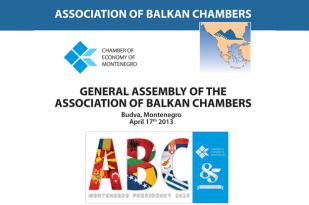 ASSOCIATION OF BALKAN CHAMBERS
CHAMBER OF
ECONOMY OF
MONTENEGRO
GENERAL ASSEMBLY OF THE
ASSOCIATION OF BALKAN CHAMBERS
Budva, Montenegro
April 17th 2013
ABC
MONTENEGRO PRESIDENCY 2013